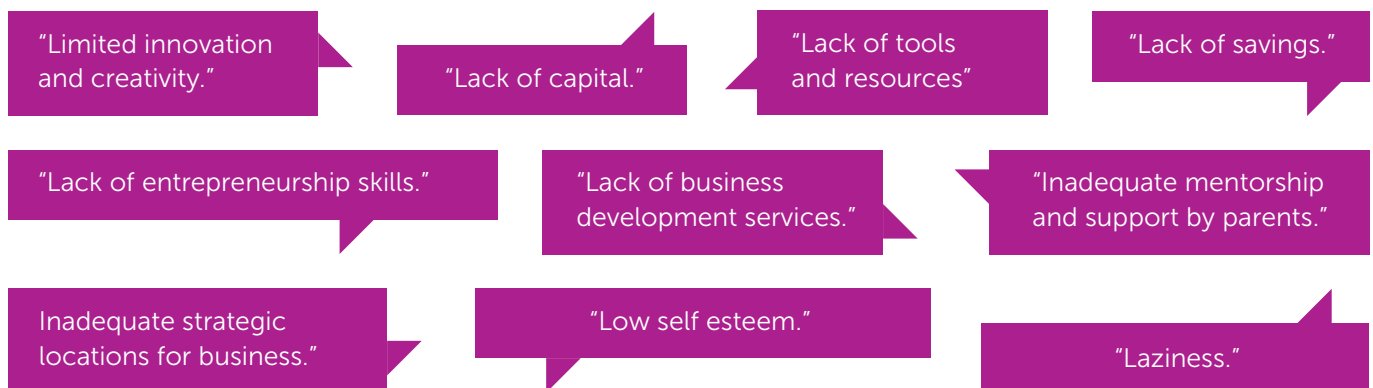 “Limited innovation
and creativity.”
“Lack of capital.”
“Lack of tools
and resources”
“Lack of savings.”
“Lack of entrepreneurship skills.”
“Lack of business
development services.”
“Inadequate mentorship
and support by parents.”
Inadequate strategic
locations for business.”
“Low self esteem.”
“Laziness.”